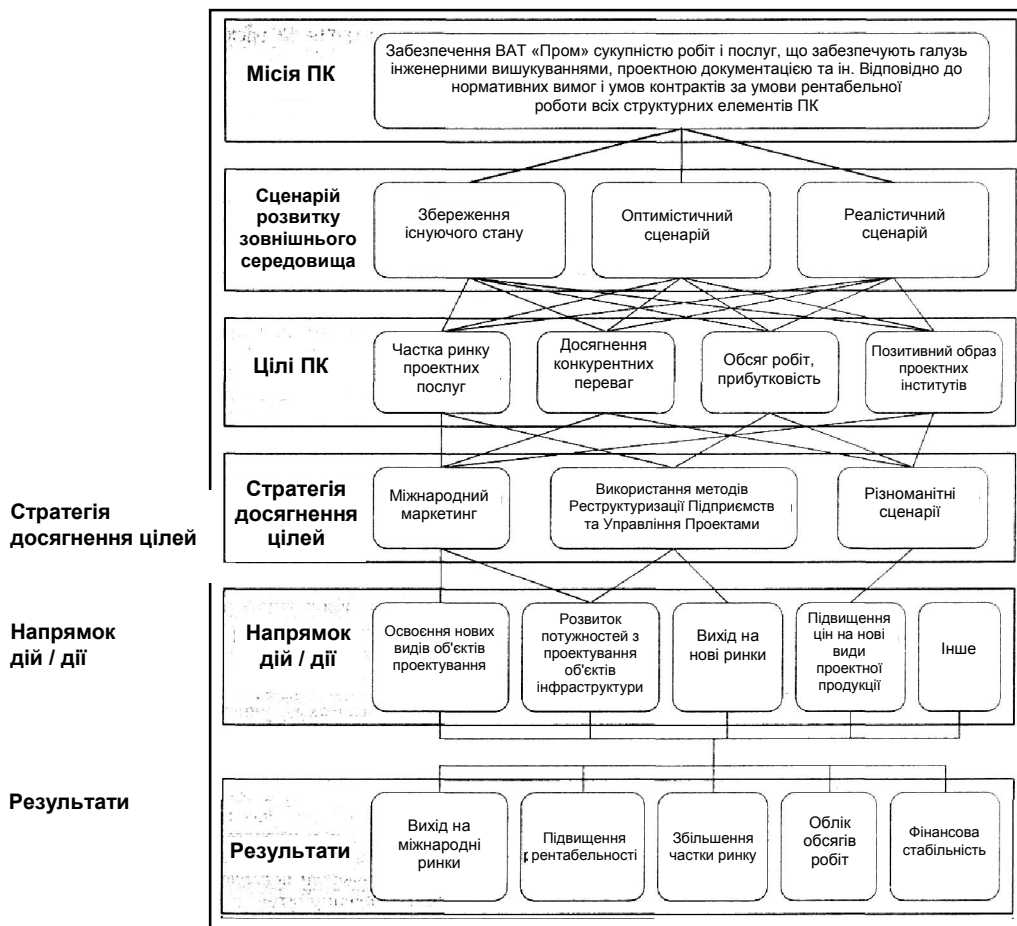 Місія ПК
Забезпечення ВАТ «Пром» сукупністю робіт і послуг, що забезпечують галузь
інженерними вишукуваннями, проектною документацією та ін. Відповідно до
нормативних вимог і умов контрактів за умови рентабельної
роботи всіх структурних елементів ПК
Сценарій
розвитку
зовнішнього
середовища
Збереження
існуючого стану
Оптимістичний
сценарій
Реалістичний
сценарій
Цілі ПК
Частка ринку
проектних
послуг
Досягнення
конкурентних
переваг
Обсяг робіт,
прибутковість
Позитивний образ
проектних
інститутів
Стратегія
досягнення цілей
Стратегія
досягнення
цілей
Міжнародний
маркетинг
Використання методів
Реструктуризації Підприємств
та Управління Проектами
Різноманітні
сценарії
Напрямок
дій / дії
Напрямок
дій / дії
Освоєння нових
видів об'єктів
проектування
Розвиток
потужностей з
проектування
об'єктів
інфраструктури
Вихід на
нові ринки
Підвищення
цін на нові
види
проектної
продукції
Інше
Результати
Результати
Вихід на
міжнародні
ринки
Підвищення
рентабельності
Збільшення
частки ринку
Облік
обсягів
робіт
Фінансова
стабільність